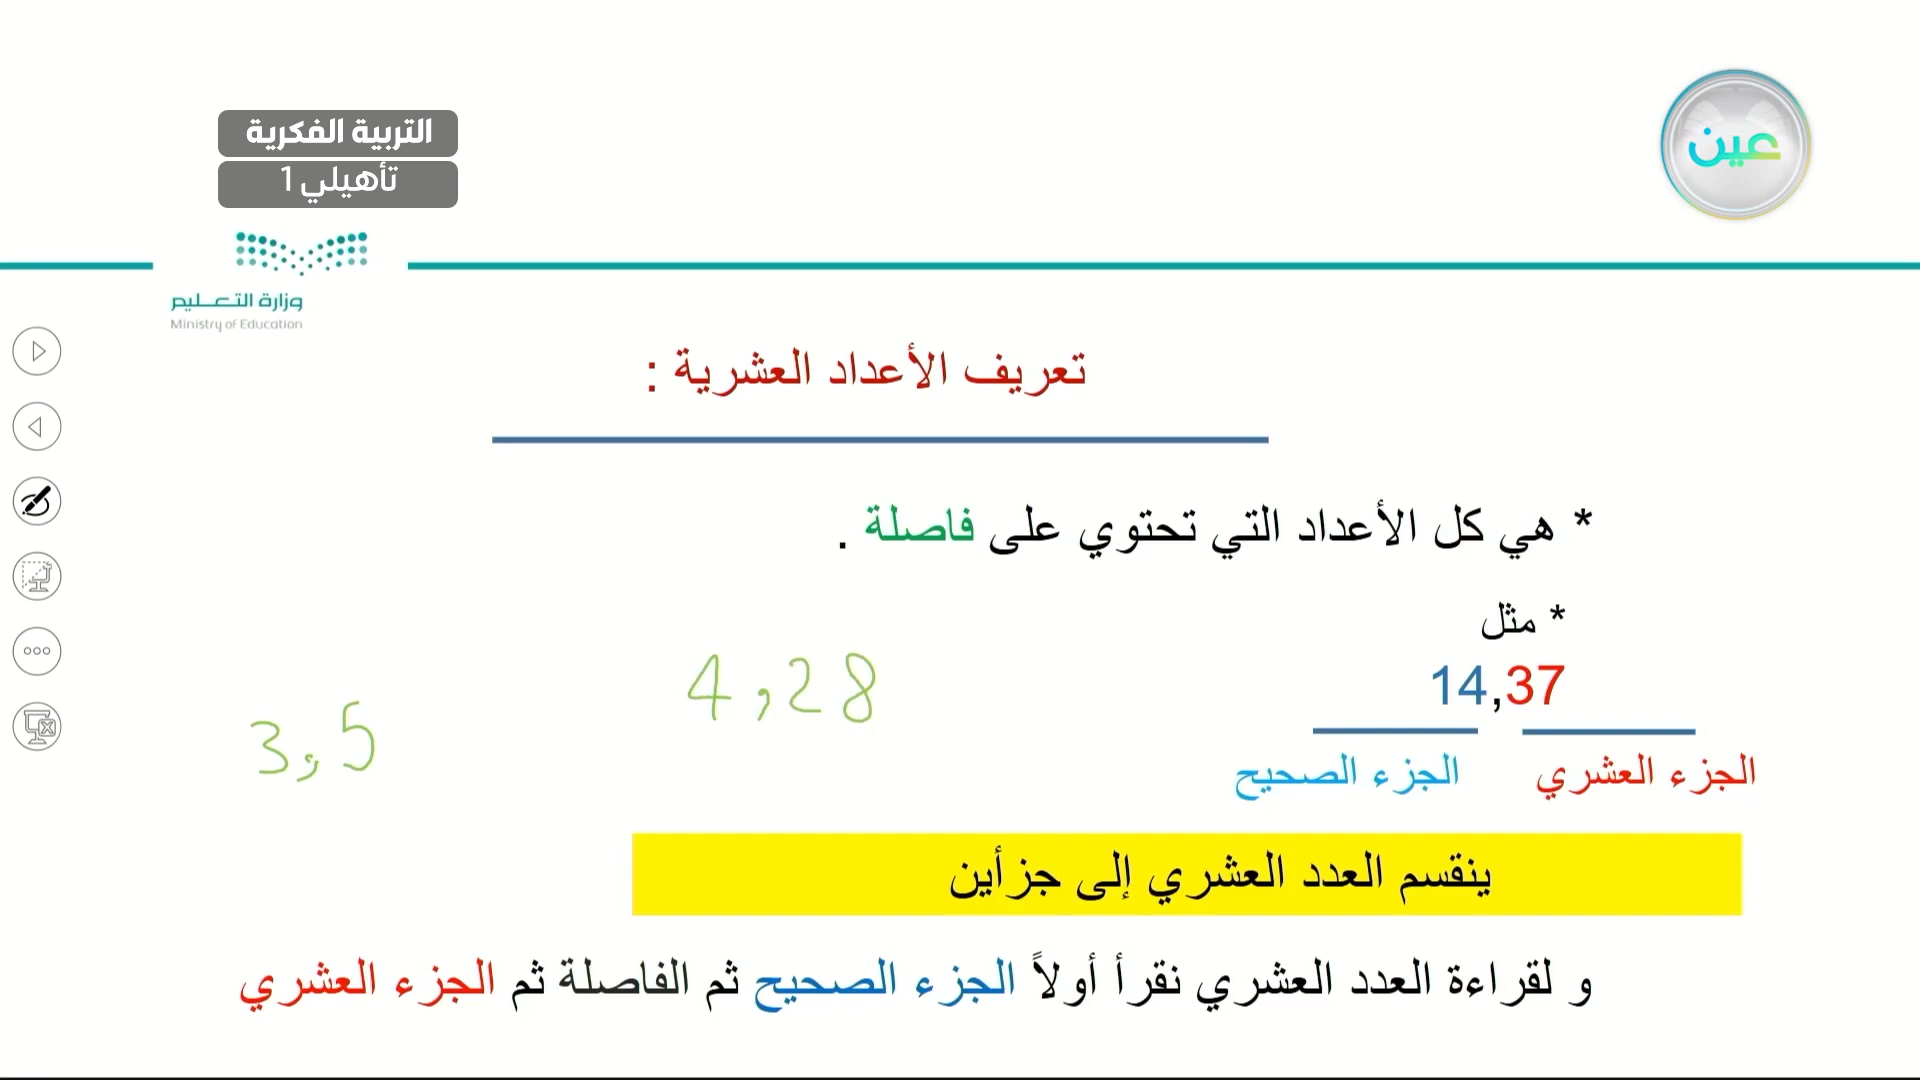 عين
التربية الفكرية
تأهيلي 1
وزارة التعليم
Ministry of Education
تعريف الأعداد العشرية :
* هي كل الأعداد التي تحتوي على فاصلة .
* مثل
14,37
4,28
3,5
الجزء العشري
الجزء الصحيح
ينقسم العدد العشري إلى جزأين
و لقراءة العدد العشري نقرأ أولاً الجزء الصحيح ثم الفاصلة ثم الجزء العشري